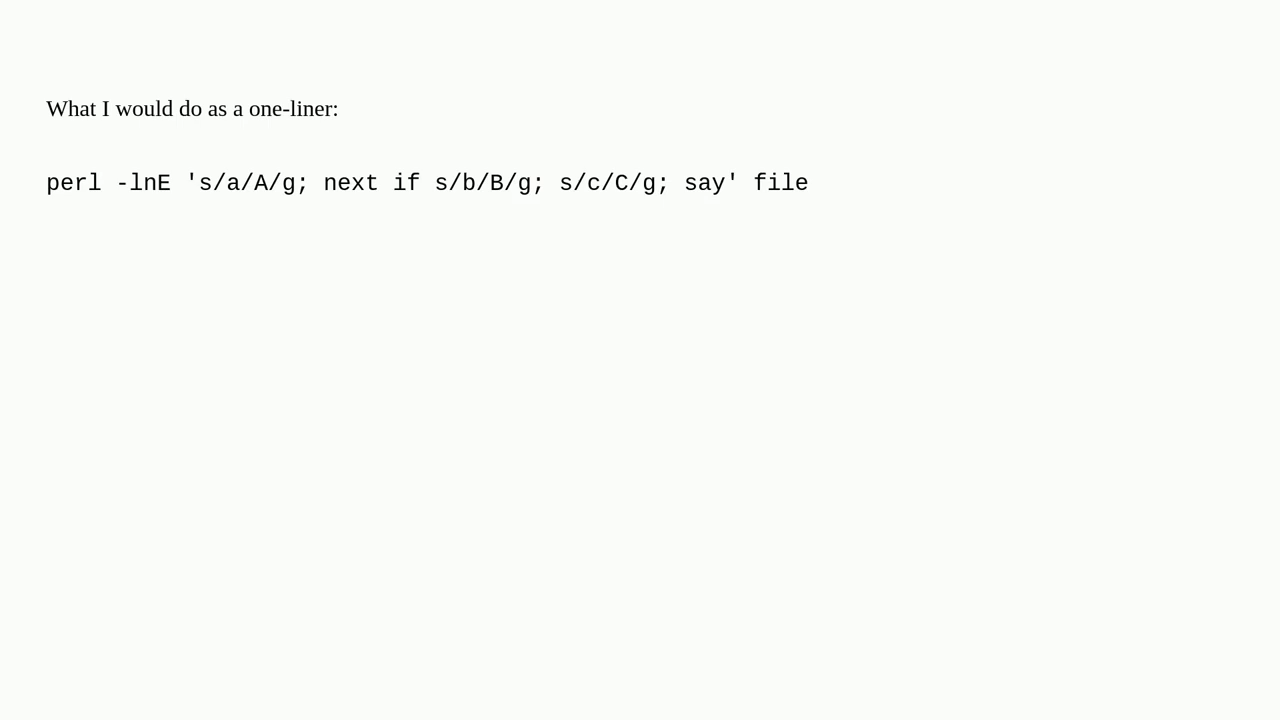 What I would do as a one-liner:
perl -lnE 's/a/A/g; next if s/b/B/g; s/c/C/g; say' file